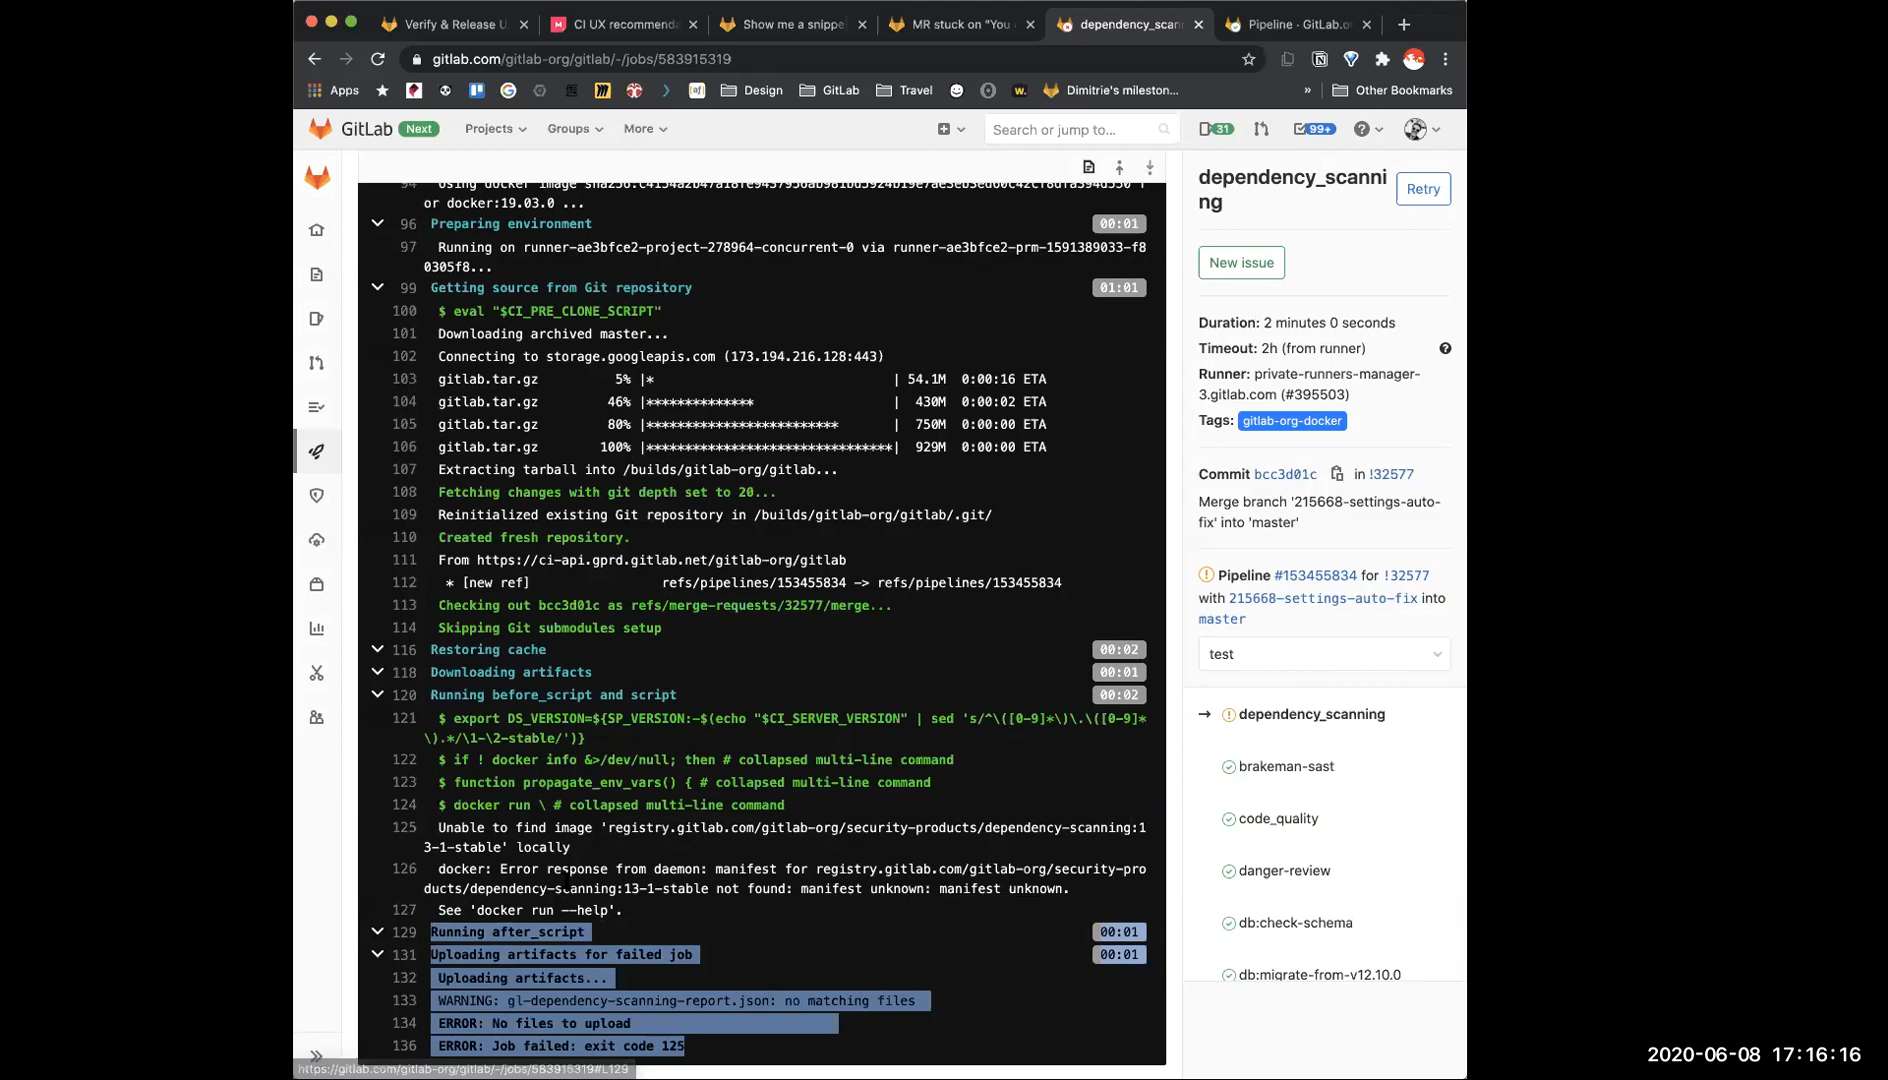 Verify & Release U
CI UX recommenda
Show me a snippe
MR stuck on "You
dependency_scann
Pipeline · GitLab.or
gitlab.com/gitlab-org/gitlab/-/jobs/583915319
Apps
Design
GitLab
Travel
Dimitrie's mileston...
Other Bookmarks
GitLab
Next
Projects
Groups
More
Search or jump to...
31
99+
or docker:19.03.0 ...
96 Preparing environment 00:01
97 Running on runner-ae3bfce2-project-278964-concurrent-0 via runner-ae3bfce2-prm-1591389033-f8
0305f8...
99 Getting source from Git repository 01:01
100 $ eval "$CI_PRE_CLONE_SCRIPT"
101 Downloading archived master...
102 Connecting to storage.googleapis.com (173.194.216.128:443)
103 gitlab.tar.gz 5% |* | 54.1M 0:00:16 ETA
104 gitlab.tar.gz 46% |************** | 430M 0:00:02 ETA
105 gitlab.tar.gz 80% |************************* | 750M 0:00:00 ETA
106 gitlab.tar.gz 100% |********************************| 929M 0:00:00 ETA
107 Extracting tarball into /builds/gitlab-org/gitlab...
108 Fetching changes with git depth set to 20...
109 Reinitialized existing Git repository in /builds/gitlab-org/gitlab/.git/
110 Created fresh repository.
111 From https://ci-api.gprd.gitlab.net/gitlab-org/gitlab
112 * [new ref] refs/pipelines/153455834 -> refs/pipelines/153455834
113 Checking out bcc3d01c as refs/merge-requests/32577/merge...
114 Skipping Git submodules setup
116 Restoring cache 00:02
118 Downloading artifacts 00:01
120 Running before_script and script 00:02
121 $ export DS_VERSION=${SP_VERSION:-$(echo "$CI_SERVER_VERSION" | sed 's/^\([0-9]*\)\.\([0-9]*
\).*/\1-\2-stable/')}
122 $ if ! docker info &>/dev/null; then # collapsed multi-line command
123 $ function propagate_env_vars() { # collapsed multi-line command
124 $ docker run \ # collapsed multi-line command
125 Unable to find image 'registry.gitlab.com/gitlab-org/security-products/dependency-scanning:1
3-1-stable' locally
126 docker: Error response from daemon: manifest for registry.gitlab.com/gitlab-org/security-pro
ducts/dependency-scanning:13-1-stable not found: manifest unknown: manifest unknown.
127 See 'docker run --help'.
129 Running after_script 00:01
131 Uploading artifacts for failed job 00:01
132 Uploading artifacts...
133 WARNING: gl-dependency-scanning-report.json: no matching files
134 ERROR: No files to upload
136 ERROR: Job failed: exit code 125
https://gitlab.com/gitlab-org/gitlab/-/jobs/583915319#L129
dependency_scanni
ng
Retry
New issue
Duration: 2 minutes 0 seconds
Timeout: 2h (from runner)
Runner: private-runners-manager-
3.gitlab.com (#395503)
Tags: gitlab-org-docker
Commit bcc3d01c in !32577
Merge branch '215668-settings-auto-
fix' into 'master'
Pipeline #153455834 for !32577
with 215668-settings-auto-fix into
master
test
dependency_scanning
brakeman-sast
code_quality
danger-review
db:check-schema
db:migrate-from-v12.10.0
2020-06-08 17:16:16